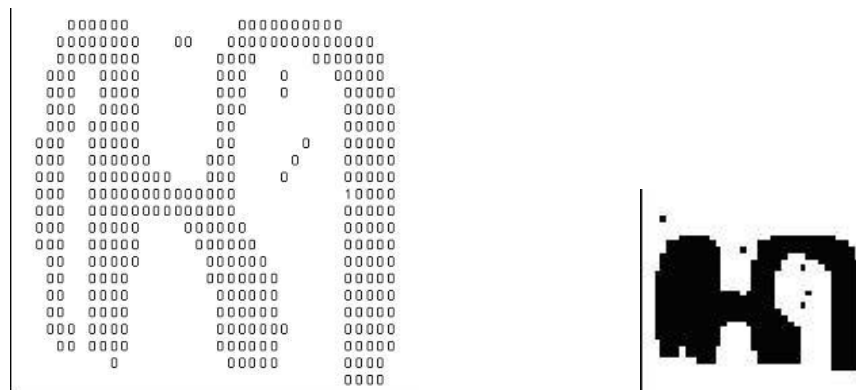 000000 0000000000
00000000 00 00000000000000
00000000 0000 0000000
000 0000 000 0 00000
000 0000 000 0 00000
000 0000 000 00000
000 00000 00 00000
000 00000 00 0 00000
000 000000 000 0 00000
000 00000000 000 0 00000
000 00000000000000 10000
000 00000000000000 00000
000 00000 000000 00000
000 00000 000000 00000
00 00000 000000 00000
00 0000 0000000 00000
00 0000 000000 00000
00 0000 000000 00000
000 0000 0000000 00000
00 0000 000000 00000
0 00000 0000
0000